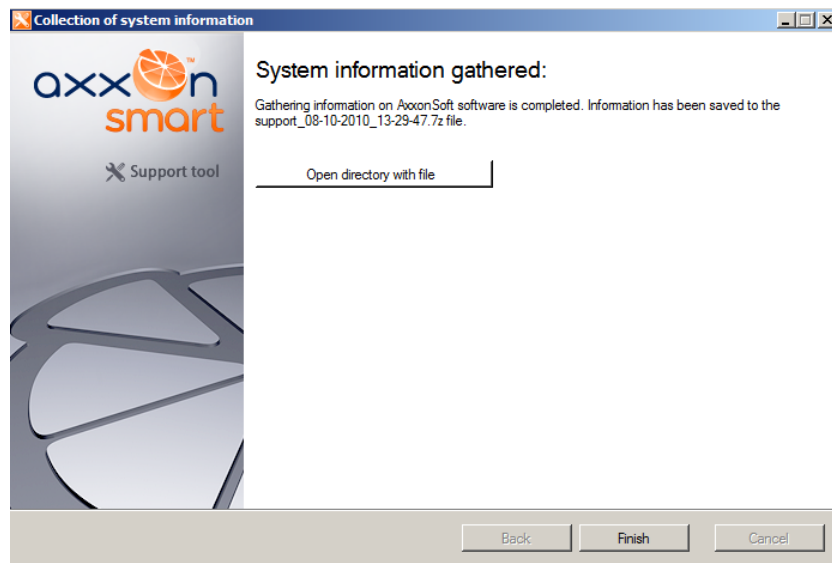 Collection of system information
axxon
smart
™
Support tool
System information gathered:
Gathering information on AxxonSoft software is completed. Information has been saved to the
support_08-10-2010_13-29-47.7z file.
Open directory with file
Back
Finish
Cancel